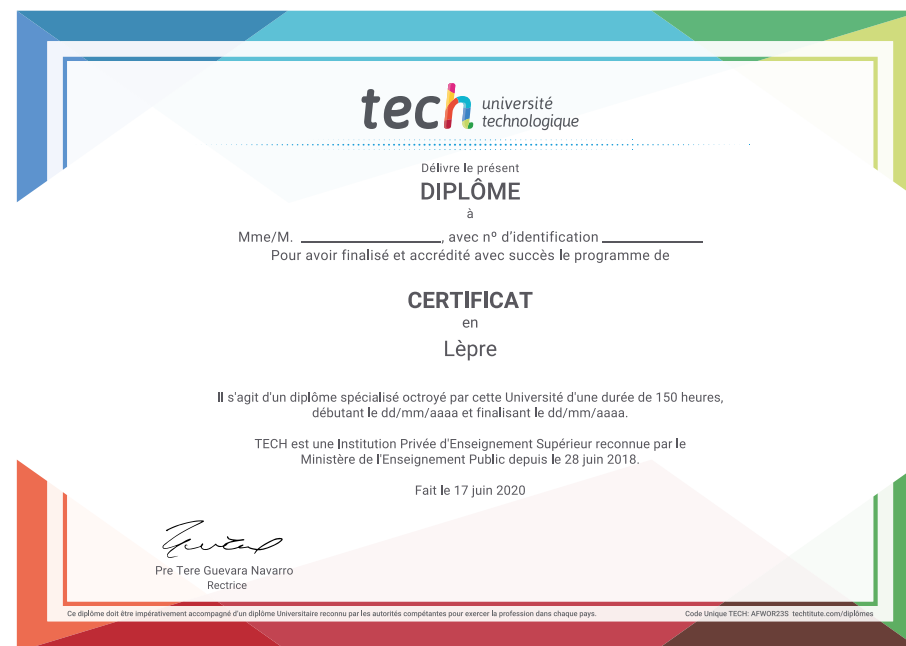 tech université
technologique
Délivre le présent
DIPLÔME
à
Mme/M. ____________________, avec nº d'identification ______________
Pour avoir finalisé et accrédité avec succès le programme de
CERTIFICAT
en
Lèpre
Il s'agit d'un diplôme spécialisé octroyé par cette Université d'une durée de 150 heures,
débutant le dd/mm/aaaa et finalisant le dd/mm/aaaa.
TECH est une Institution Privée d'Enseignement Supérieur reconnue par le
Ministère de l'Enseignement Public depuis le 28 juin 2018.
Fait le 17 juin 2020
Pre Tere Guevara Navarro
Rectrice
Ce diplôme doit être impérativement accompagné d'un diplôme Universitaire reconnu par les autorités compétantes pour exercer la profession dans chaque pays.
Code Unique TECH: AFWOR23S techtitute.com/diplômes